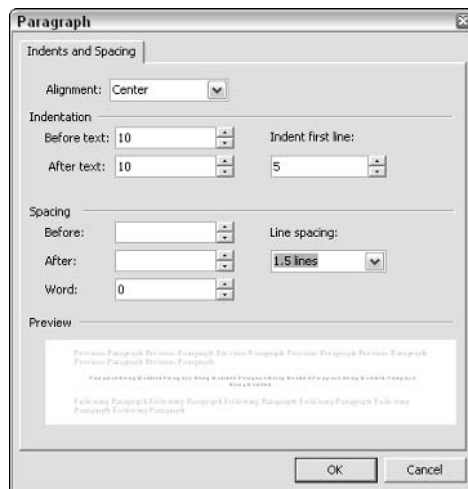 Paragraph
Indents and Spacing
Alignment: Center
Indentation
Before text: 10
Indent first line:
After text: 10
5
Spacing
Before:
Line spacing:
After:
1.5 lines
Word: 0
Preview
Previous Paragraph Previous Paragraph Previous Paragraph Previous Paragraph Previous Paragraph
Previous Paragraph Previous Paragraph
Following Paragraph Following Paragraph Following Paragraph Following Paragraph Following
Paragraph Following Paragraph
OK
Cancel